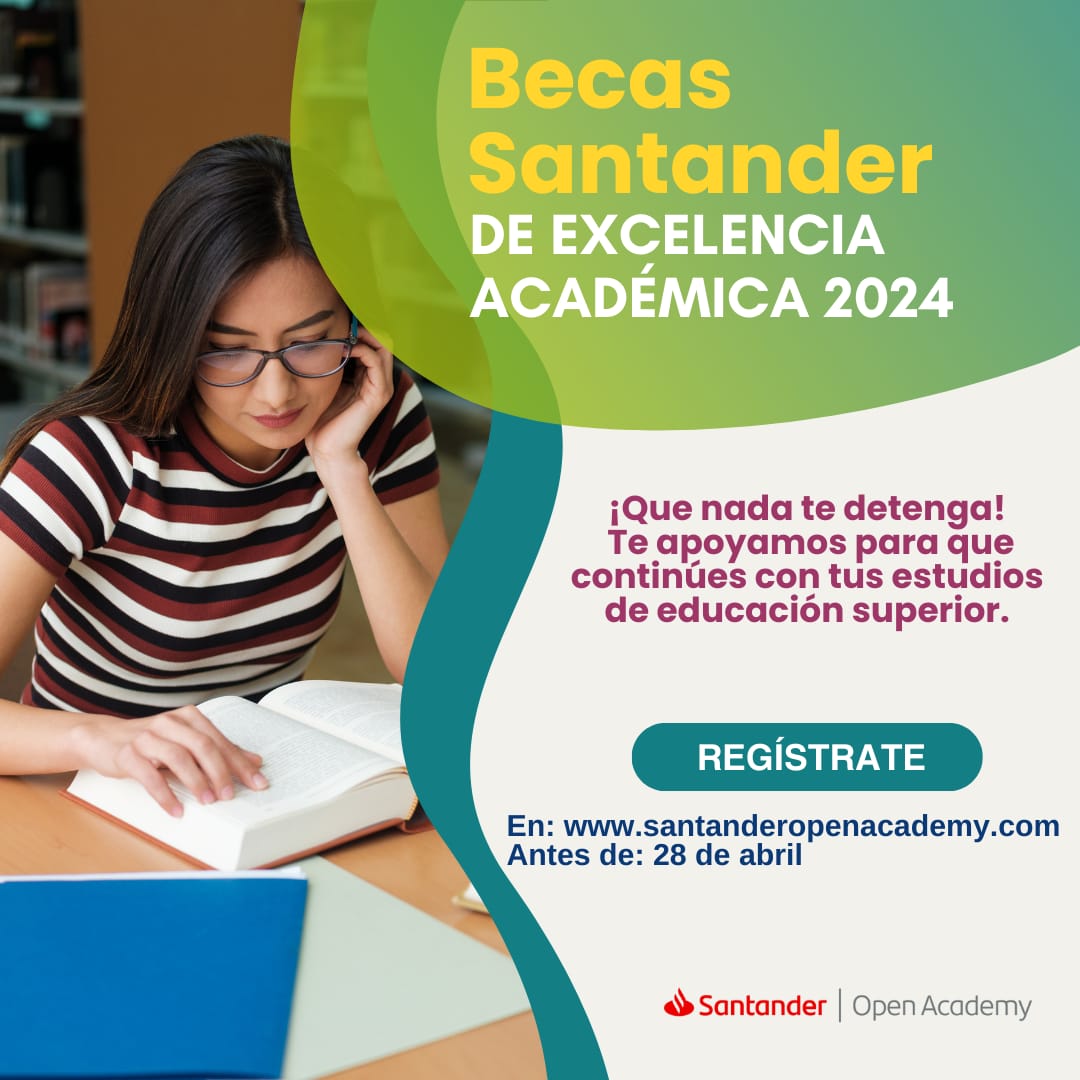 Becas
Santander
DE EXCELENCIA
ACADÉMICA 2024
¡Que nada te detenga!
Te apoyamos para que
continúes con tus estudios
de educación superior.
REGÍSTRATE
En: www.santanderopenacademy.com
Antes de: 28 de abril
Santander | Open Academy